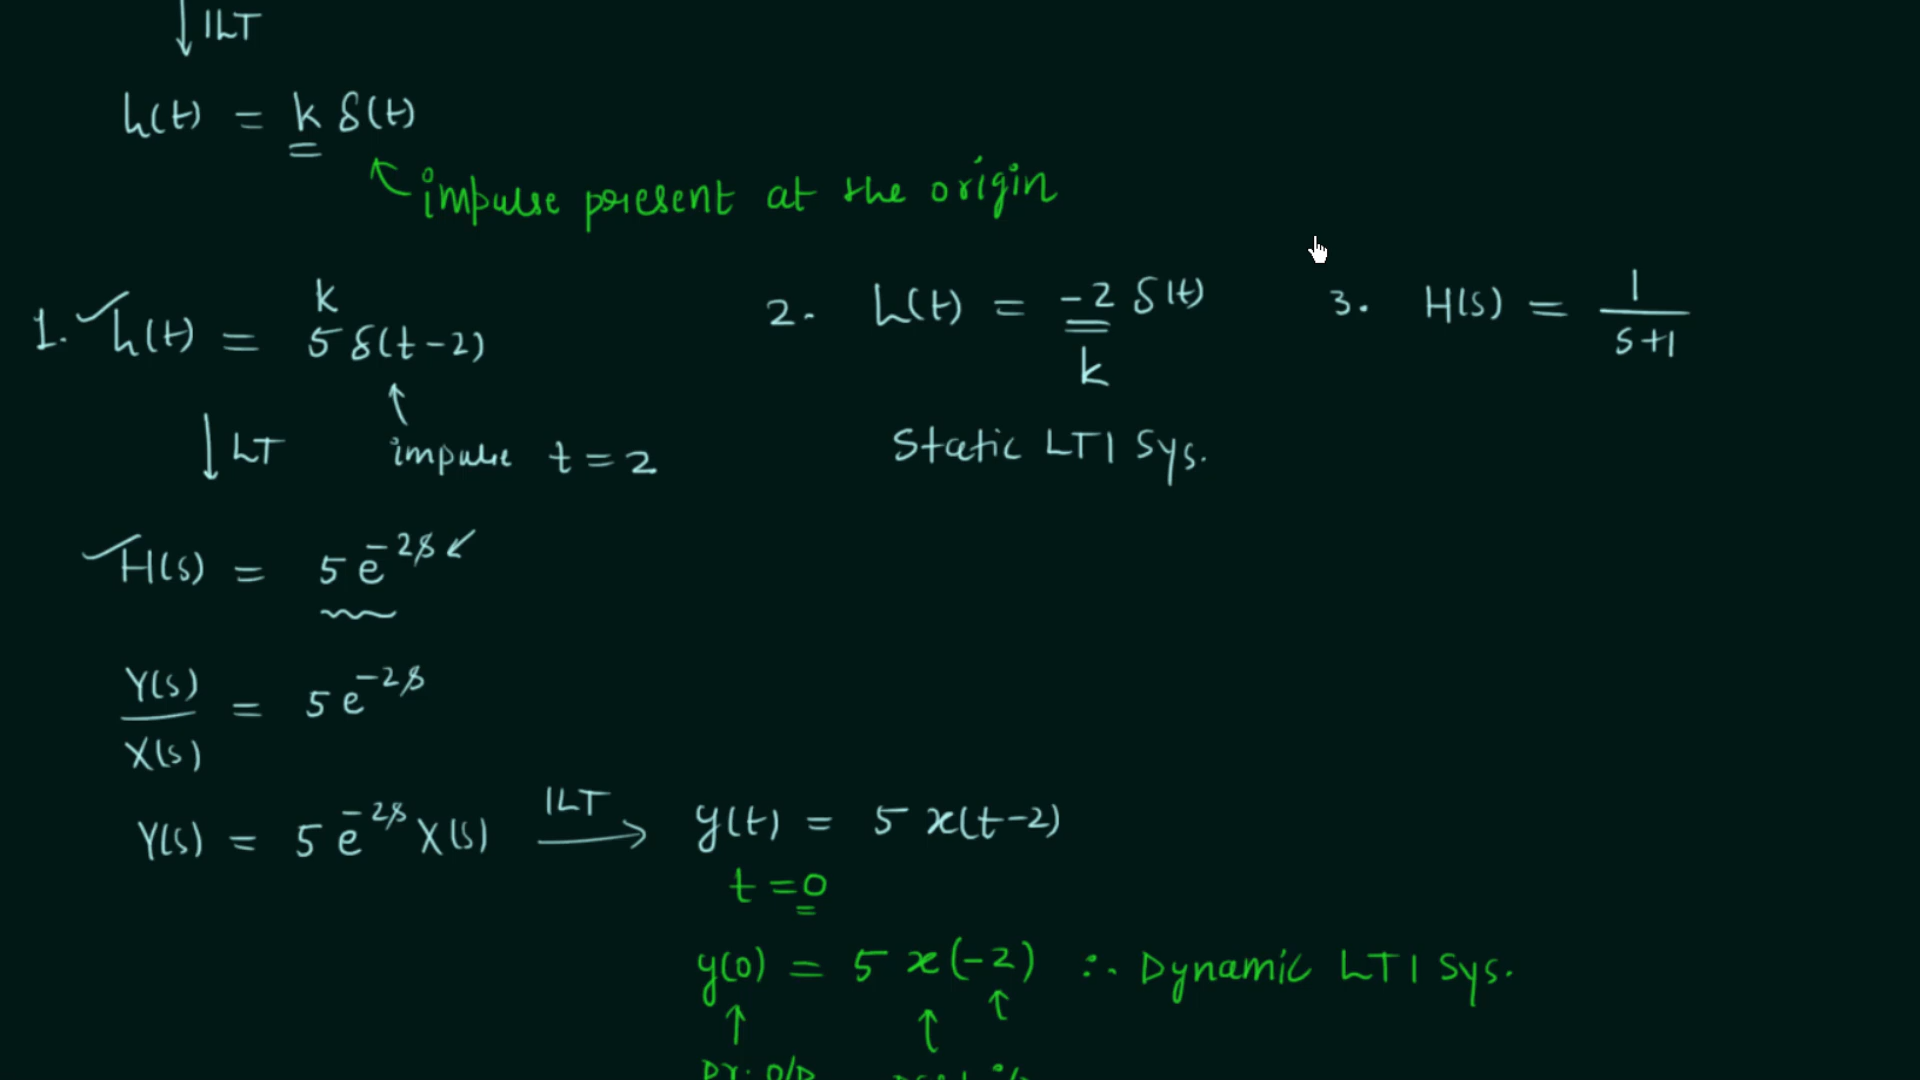 ↓ ILT
h(t) = k δ(t)
impulse present at the origin
k
1. h(t) = 5 δ(t-2)
↓ LT impulse t = 2
H(s) = 5 e^{-2s}
Y(s)/X(s) = 5 e^{-2s}
Y(s) = 5 e^{-2s} X(s) ILT→ y(t) = 5 x(t-2)
t = 0
y(0) = 5 x(-2) ∴ Dynamic LTI Sys.
2. h(t) = -2 δ(t)
k
Static LTI Sys.
3. H(s) = 1/(s+1)